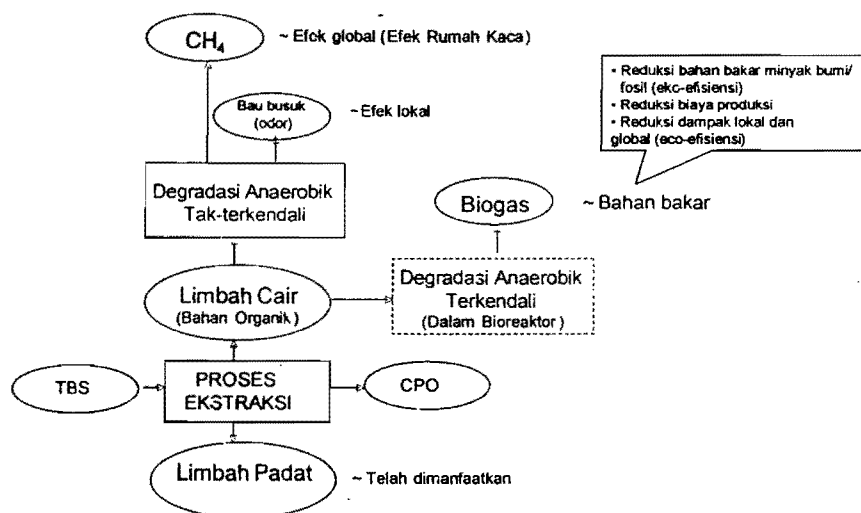 CH₄
~ Efek global (Efek Rumah Kaca)
Bau busuk
(odor)
~Efek lokal
• Reduksi bahan bakar minyak bumi/
fosil (eko-efisiensi)
• Reduksi biaya produksi
• Reduksi dampak lokal dan
global (eco-efisiensi)
Degradasi Anaerobik
Tak-terkendali
Biogas
~ Bahan bakar
Limbah Cair
(Bahan Organik)
Degradasi Anaerobik
Terkendali
(Dalam Bioreaktor)
TBS
PROSES
EKSTRAKSI
CPO
Limbah Padat
~ Telah dimanfaatkan